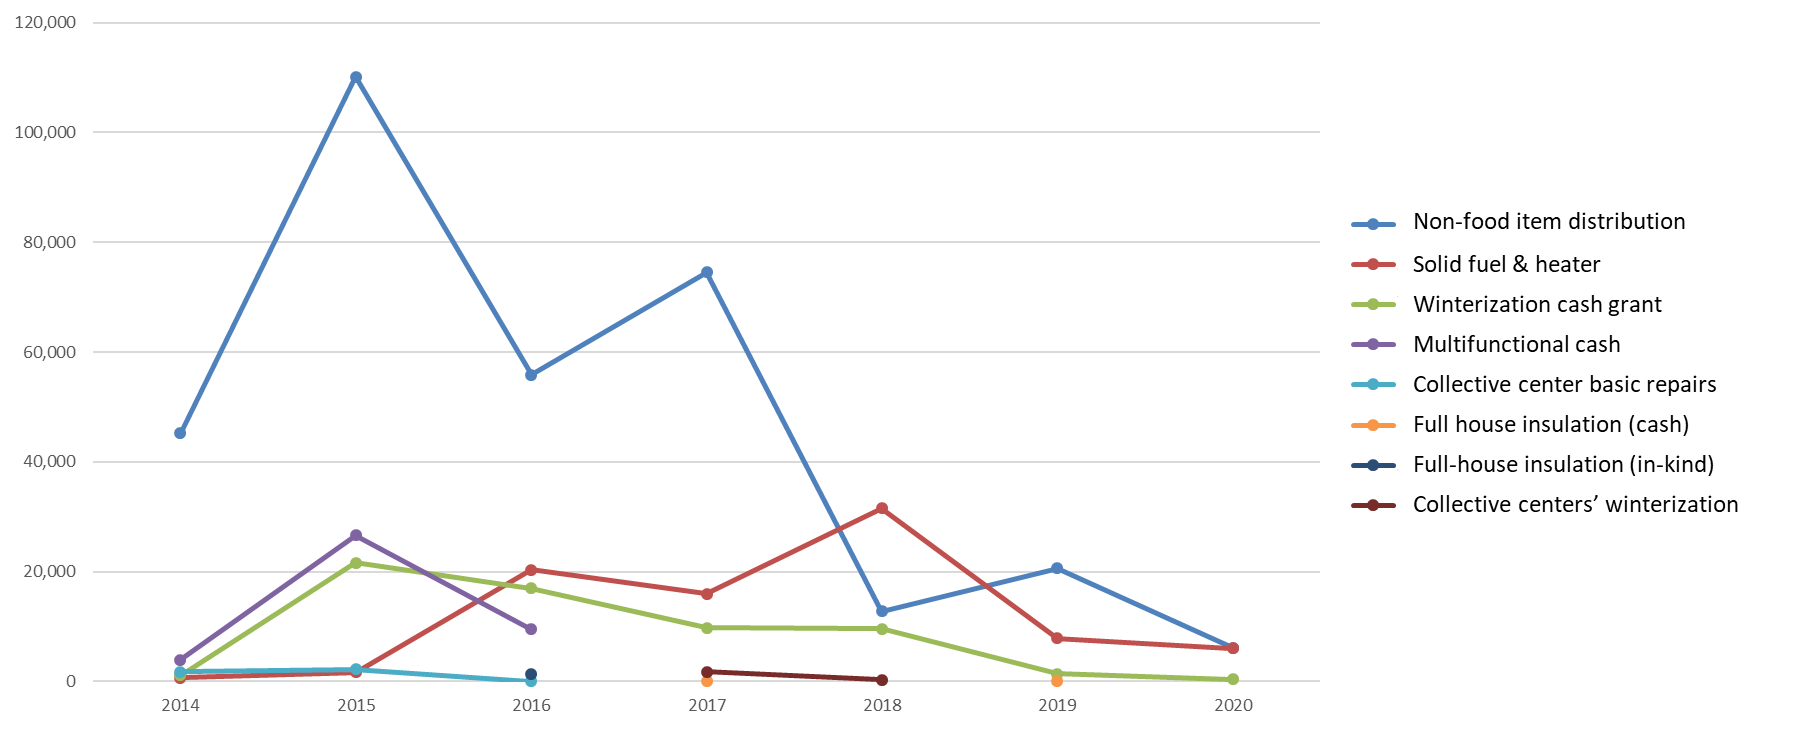 120,000
100,000
80,000
60,000
40,000
20,000
0
2014 2015 2016 2017 2018 2019 2020
Non-food item distribution
Solid fuel & heater
Winterization cash grant
Multifunctional cash
Collective center basic repairs
Full house insulation (cash)
Full-house insulation (in-kind)
Collective centers’ winterization